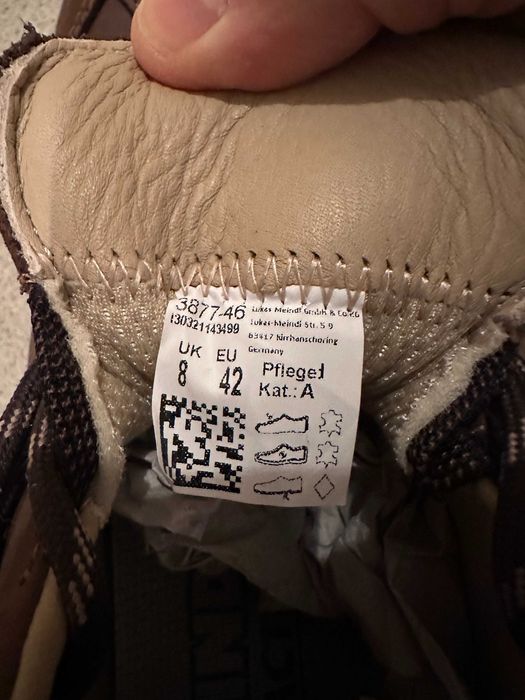 3877-46
130321143499
UK EU
8 42
Lukas Meindl GmbH & Co KG
Lukas-Meindl Str. 5-9
83417 Kirchanschöring
Germany
Pflege1
Kat.: A